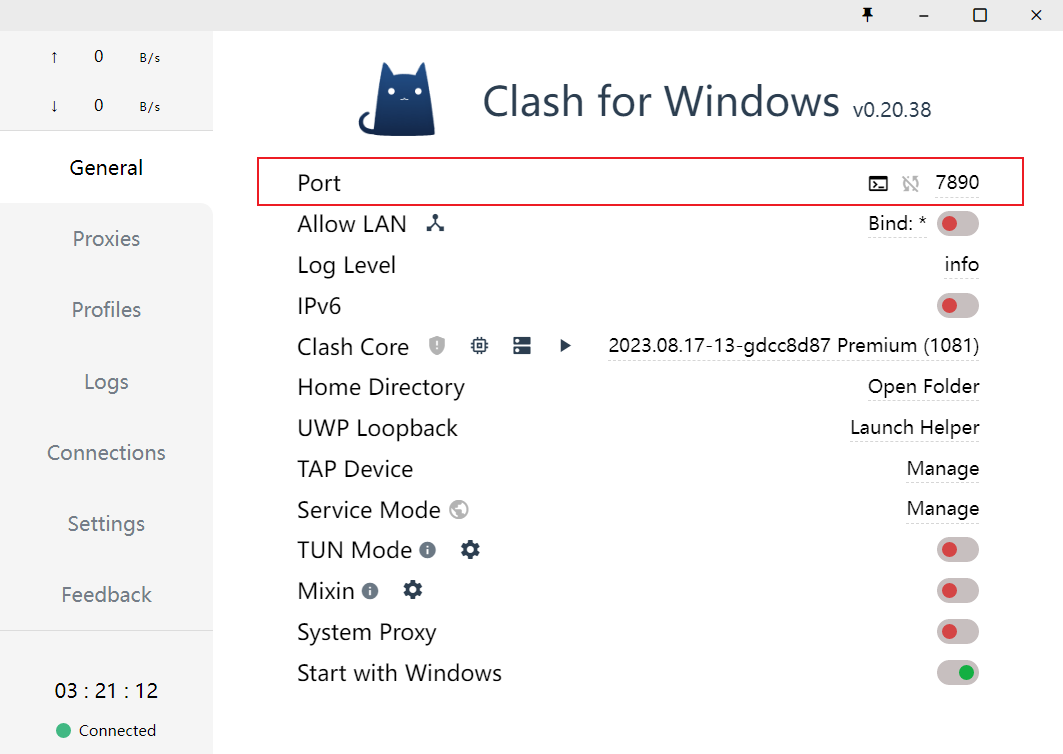 ↑ 0 B/s
↓ 0 B/s
General
Proxies
Profiles
Logs
Connections
Settings
Feedback
03 : 21 : 12
Connected
Clash for Windows v0.20.38
Port 7890
Allow LAN Bind: *
Log Level info
IPv6
Clash Core 2023.08.17-13-gdcc8d87 Premium (1081)
Home Directory Open Folder
UWP Loopback Launch Helper
TAP Device Manage
Service Mode Manage
TUN Mode
Mixin
System Proxy
Start with Windows